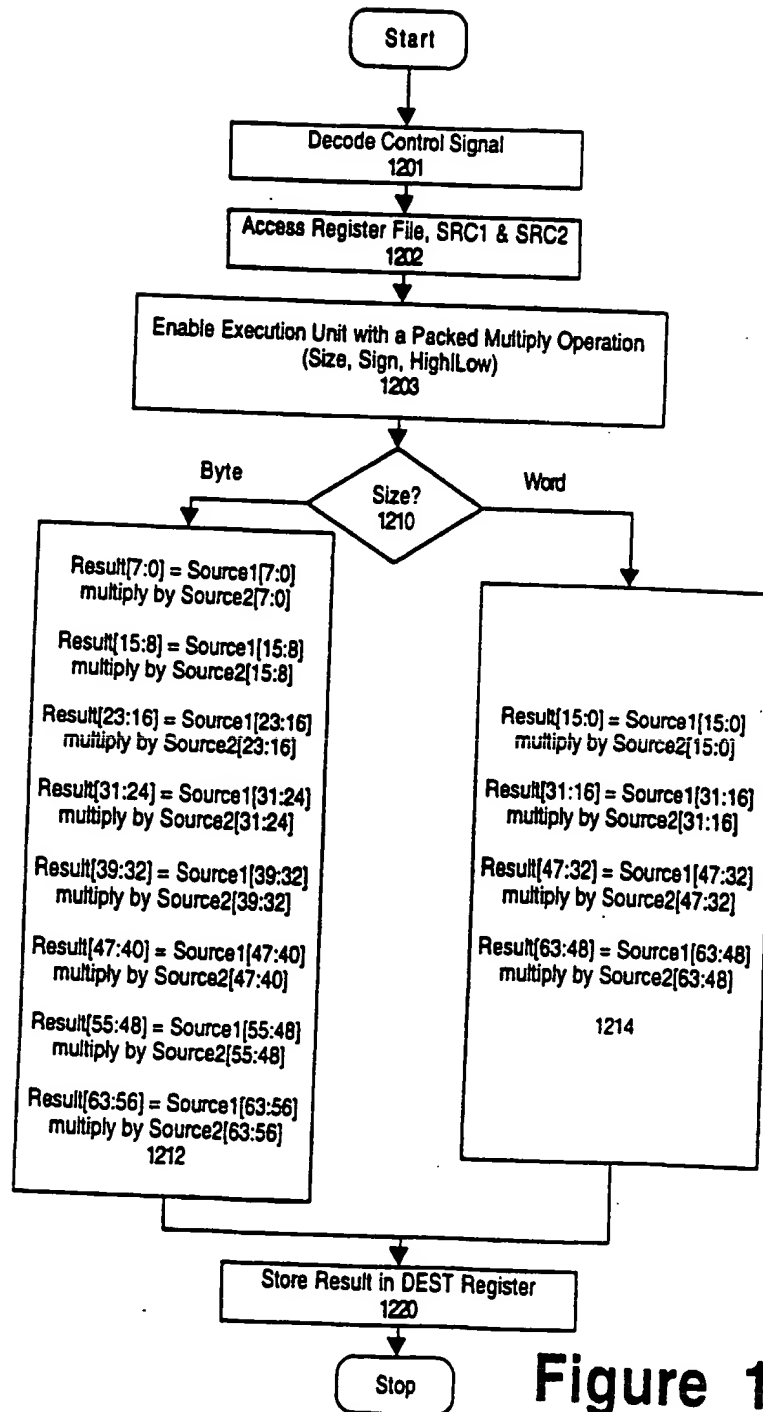 Start
Decode Control Signal
1201
Access Register File, SRC1 & SRC2
1202
Enable Execution Unit with a Packed Multiply Operation
(Size, Sign, High|Low)
1203
Byte
Size?
1210
Word
Result[7:0] = Source1[7:0]
multiply by Source2[7:0]
Result[15:8] = Source1[15:8]
multiply by Source2[15:8]
Result[23:16] = Source1[23:16]
multiply by Source2[23:16]
Result[31:24] = Source1[31:24]
multiply by Source2[31:24]
Result[39:32] = Source1[39:32]
multiply by Source2[39:32]
Result[47:40] = Source1[47:40]
multiply by Source2[47:40]
Result[55:48] = Source1[55:48]
multiply by Source2[55:48]
Result[63:56] = Source1[63:56]
multiply by Source2[63:56]
1212
Result[15:0] = Source1[15:0]
multiply by Source2[15:0]
Result[31:16] = Source1[31:16]
multiply by Source2[31:16]
Result[47:32] = Source1[47:32]
multiply by Source2[47:32]
Result[63:48] = Source1[63:48]
multiply by Source2[63:48]
1214
Store Result in DEST Register
1220
Stop
Figure 1